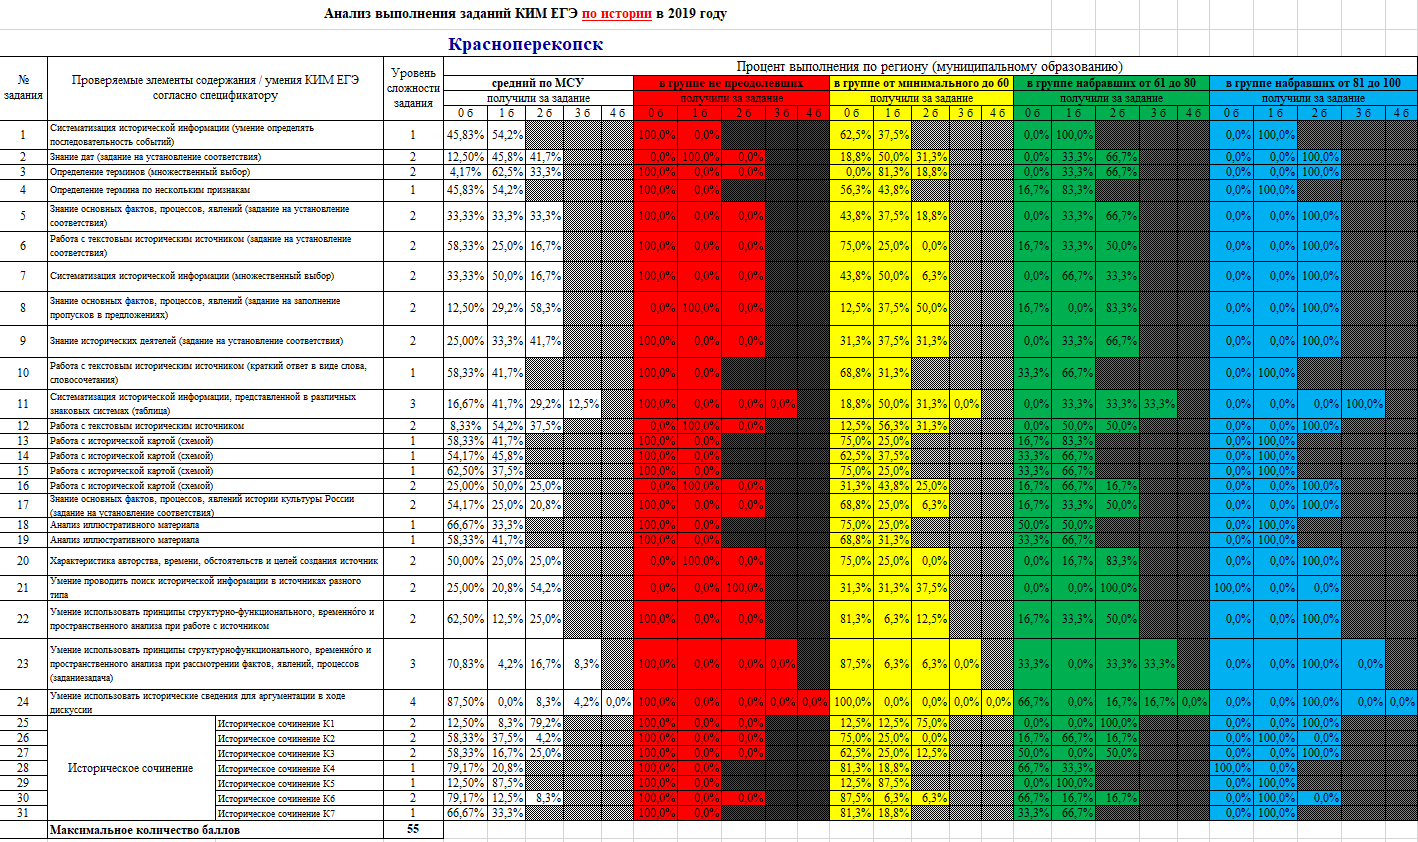 Анализ выполнения заданий КИМ ЕГЭ по истории в 2019 году
Красноперекопск
№ задания
Проверяемые элементы содержания / умения КИМ ЕГЭ согласно спецификатору
Уровень сложности задания
Процент выполнения по региону (муниципальному образованию)
средний по МСУ в группе не преодолевших в группе от минимального до 60 в группе набравших от 61 до 80 в группе набравших от 81 до 100
получили за задание получили за задание получили за задание получили за задание получили за задание
0 б 1 б 2 б 3 б 4 б 0 б 1 б 2 б 3 б 4 б 0 б 1 б 2 б 3 б 4 б 0 б 1 б 2 б 3 б 4 б 0 б 1 б 2 б 3 б 4 б
1 Систематизация исторической информации (умение определять последовательность событий) 1 45,83% 54,2% 100,0% 0,0% 62,5% 37,5% 0,0% 100,0% 0,0% 100,0%
2 Знание дат (задание на установление соответствия) 2 12,50% 45,8% 41,7% 0,0% 100,0% 0,0% 18,8% 50,0% 31,3% 0,0% 33,3% 66,7% 0,0% 0,0% 100,0%
3 Определение терминов (множественный выбор) 2 4,17% 62,5% 33,3% 100,0% 0,0% 0,0% 0,0% 81,3% 18,8% 0,0% 33,3% 66,7% 0,0% 0,0% 100,0%
4 Определение термина по нескольким признакам 1 45,83% 54,2% 100,0% 0,0% 56,3% 43,8% 16,7% 83,3% 0,0% 100,0%
5 Знание основных фактов, процессов, явлений (задание на установление соответствия) 2 33,33% 33,3% 33,3% 100,0% 0,0% 0,0% 43,8% 37,5% 18,8% 0,0% 33,3% 66,7% 0,0% 0,0% 100,0%
6 Работа с текстовым историческим источником (задание на установление соответствия) 2 58,33% 25,0% 16,7% 100,0% 0,0% 0,0% 75,0% 25,0% 0,0% 16,7% 33,3% 50,0% 0,0% 0,0% 100,0%
7 Систематизация исторической информации (множественный выбор) 2 33,33% 50,0% 16,7% 100,0% 0,0% 0,0% 43,8% 50,0% 6,3% 0,0% 66,7% 33,3% 0,0% 0,0% 100,0%
8 Знание основных фактов, процессов, явлений (задание на заполнение пропусков в предложениях) 2 12,50% 29,2% 58,3% 0,0% 100,0% 0,0% 12,5% 37,5% 50,0% 16,7% 0,0% 83,3% 0,0% 0,0% 100,0%
9 Знание исторических деятелей (задание на установление соответствия) 2 25,00% 33,3% 41,7% 100,0% 0,0% 0,0% 31,3% 37,5% 31,3% 0,0% 33,3% 66,7% 0,0% 0,0% 100,0%
10 Работа с текстовым историческим источником (краткий ответ в виде слова, словосочетания) 1 58,33% 41,7% 100,0% 0,0% 68,8% 31,3% 33,3% 66,7% 0,0% 100,0%
11 Систематизация исторической информации, представленной в различных знаковых системах (таблица) 3 16,67% 41,7% 29,2% 12,5% 100,0% 0,0% 0,0% 0,0% 18,8% 50,0% 31,3% 0,0% 0,0% 33,3% 33,3% 33,3% 0,0% 0,0% 0,0% 100,0%
12 Работа с текстовым источником 2 8,33% 54,2% 37,5% 0,0% 100,0% 0,0% 12,5% 56,3% 31,3% 0,0% 50,0% 50,0% 0,0% 0,0% 100,0%
13 Работа с исторической картой (схемой) 1 58,33% 41,7% 100,0% 0,0% 75,0% 25,0% 16,7% 83,3% 0,0% 100,0%
14 Работа с исторической картой (схемой) 1 54,17% 45,8% 100,0% 0,0% 62,5% 37,5% 33,3% 66,7% 0,0% 100,0%
15 Работа с исторической картой (схемой) 1 62,50% 37,5% 100,0% 0,0% 75,0% 25,0% 33,3% 66,7% 0,0% 100,0%
16 Работа с исторической картой (схемой) 2 25,00% 50,0% 25,0% 0,0% 100,0% 0,0% 31,3% 43,8% 25,0% 16,7% 66,7% 16,7% 0,0% 0,0% 100,0%
17 Знание основных фактов, процессов, явлений истории культуры России (задание на установление соответствия) 2 54,17% 25,0% 20,8% 100,0% 0,0% 0,0% 68,8% 25,0% 6,3% 16,7% 33,3% 50,0% 0,0% 0,0% 100,0%
18 Анализ иллюстративного материала 1 66,67% 33,3% 100,0% 0,0% 75,0% 25,0% 50,0% 50,0% 0,0% 100,0%
19 Анализ иллюстративного материала 1 58,33% 41,7% 100,0% 0,0% 68,8% 31,3% 33,3% 66,7% 0,0% 100,0%
20 Характеристика авторства, времени, обстоятельств и целей создания источник 2 50,00% 25,0% 25,0% 0,0% 100,0% 0,0% 75,0% 25,0% 0,0% 0,0% 16,7% 83,3% 0,0% 0,0% 100,0%
21 Умение проводить поиск исторической информации в источниках разного типа 2 25,00% 20,8% 54,2% 0,0% 0,0% 100,0% 31,3% 31,3% 37,5% 0,0% 0,0% 100,0% 100,0% 0,0% 0,0%
22 Умение использовать принципы структурно-функционального, временнóго и пространственного анализа при работе с источником 2 62,50% 12,5% 25,0% 100,0% 0,0% 0,0% 81,3% 6,3% 12,5% 16,7% 33,3% 50,0% 0,0% 0,0% 100,0%
23 Умение использовать принципы структурнофункционального, временнóго и пространственного анализа при рассмотрении фактов, явлений, процессов (заданиезадача) 3 70,83% 4,2% 16,7% 8,3% 100,0% 0,0% 0,0% 0,0% 87,5% 6,3% 6,3% 0,0% 33,3% 0,0% 33,3% 33,3% 0,0% 0,0% 100,0% 0,0%
24 Умение использовать исторические сведения для аргументации в ходе дискуссии 4 87,50% 0,0% 8,3% 4,2% 0,0% 100,0% 0,0% 0,0% 0,0% 0,0% 100,0% 0,0% 0,0% 0,0% 0,0% 66,7% 0,0% 16,7% 16,7% 0,0% 0,0% 0,0% 100,0% 0,0% 0,0%
Историческое сочинение
25 Историческое сочинение К1 2 12,50% 8,3% 79,2% 100,0% 0,0% 0,0% 12,5% 12,5% 75,0% 0,0% 0,0% 100,0% 0,0% 0,0% 100,0%
26 Историческое сочинение К2 2 58,33% 37,5% 4,2% 100,0% 0,0% 0,0% 75,0% 25,0% 0,0% 16,7% 66,7% 16,7% 0,0% 100,0% 0,0%
27 Историческое сочинение К3 2 58,33% 16,7% 25,0% 100,0% 0,0% 0,0% 62,5% 25,0% 12,5% 50,0% 0,0% 50,0% 0,0% 0,0% 100,0%
28 Историческое сочинение К4 1 79,17% 20,8% 100,0% 0,0% 81,3% 18,8% 66,7% 33,3% 100,0% 0,0%
29 Историческое сочинение К5 1 12,50% 87,5% 100,0% 0,0% 12,5% 87,5% 0,0% 100,0% 0,0% 100,0%
30 Историческое сочинение К6 2 79,17% 12,5% 8,3% 100,0% 0,0% 0,0% 87,5% 6,3% 6,3% 66,7% 16,7% 16,7% 0,0% 100,0% 0,0%
31 Историческое сочинение К7 1 66,67% 33,3% 100,0% 0,0% 81,3% 18,8% 33,3% 66,7% 0,0% 100,0%
Максимальное количество баллов 55